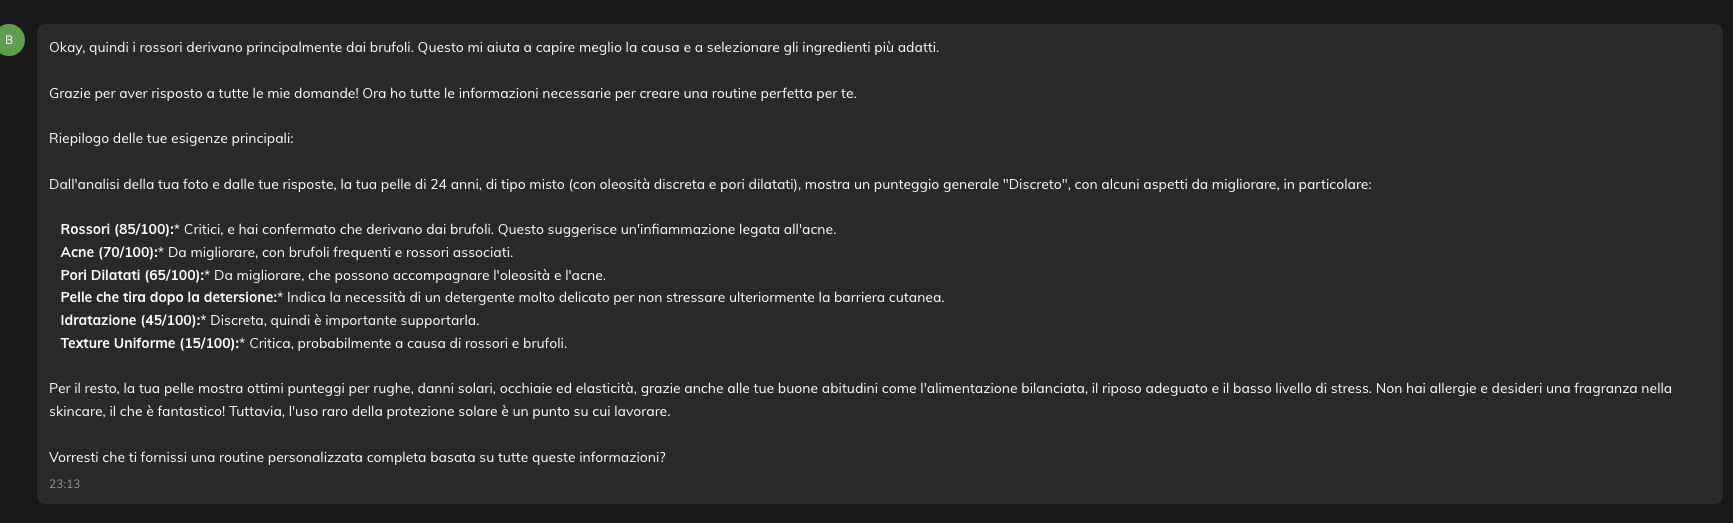 B
Okay, quindi i rossori derivano principalmente dai brufoli. Questo mi aiuta a capire meglio la causa e a selezionare gli ingredienti più adatti.
Grazie per aver risposto a tutte le mie domande! Ora ho tutte le informazioni necessarie per creare una routine perfetta per te.
Riepilogo delle tue esigenze principali:
Dall'analisi della tua foto e dalle tue risposte, la tua pelle di 24 anni, di tipo misto (con oleosità discreta e pori dilatati), mostra un punteggio generale "Discreto", con alcuni aspetti da migliorare, in particolare:
Rossori (85/100):* Critici, e hai confermato che derivano dai brufoli. Questo suggerisce un'infiammazione legata all'acne.
Acne (70/100):* Da migliorare, con brufoli frequenti e rossori associati.
Pori Dilatati (65/100):* Da migliorare, che possono accompagnare l'oleosità e l'acne.
Pelle che tira dopo la detersione:* Indica la necessità di un detergente molto delicato per non stressare ulteriormente la barriera cutanea.
Idratazione (45/100):* Discreta, quindi è importante supportarla.
Texture Uniforme (15/100):* Critica, probabilmente a causa di rossori e brufoli.
Per il resto, la tua pelle mostra ottimi punteggi per rughe, danni solari, occhiaie ed elasticità, grazie anche alle tue buone abitudini come l'alimentazione bilanciata, il riposo adeguato e il basso livello di stress. Non hai allergie e desideri una fragranza nella
skincare, il che è fantastico! Tuttavia, l'uso raro della protezione solare è un punto su cui lavorare.
Vorresti che ti fornissi una routine personalizzata completa basata su tutte queste informazioni?
23:13